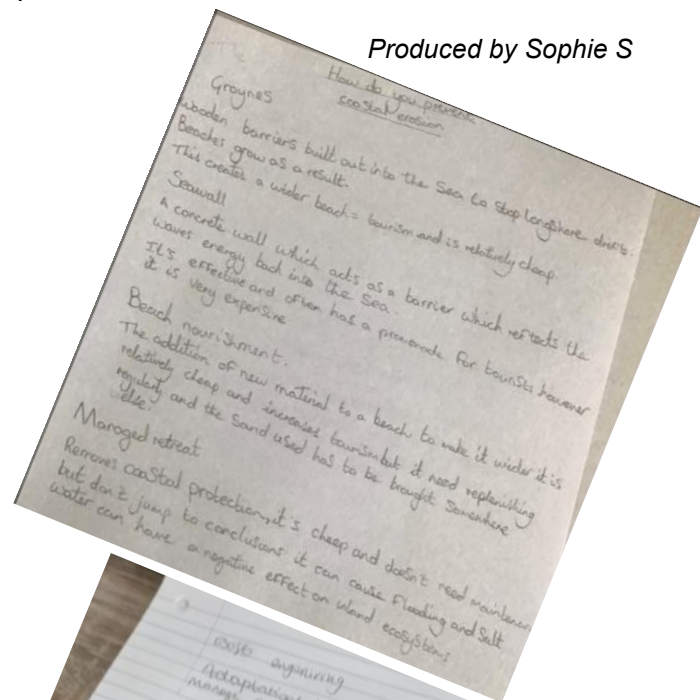 Produced by Sophie S
How do you prevent
coastal erosion
Groynes
Wooden barriers built out into the Sea to Stop longshore drift.
Beaches grow as a result.
This creates a wider beach = tourism and is relatively cheap.
Seawall
A concrete wall which acts as a barrier which reflects the
waves energy back into the Sea.
It's effective and often has a promenade for tourists however
it is very expensive
Beach nourishment.
The addition of new material to a beach to make it wider it is
relatively cheap and increases tourism but it need replenishing
regularly and the Sand used has to be brought Somewhere
else.
Managed retreat
Removes coastal protection, it's cheap and doesn't need
but don't jump to conclusions it can cause Flooding and Salt
water can have a negative effect on inland ecosystems